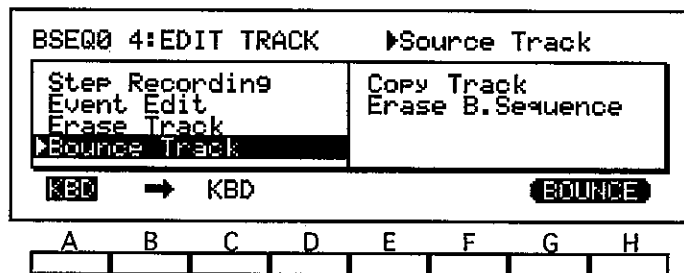 BSEQ0 4:EDIT TRACK ▶Source Track
Step Recording
Event Edit
Erase Track
▶Bounce Track
Copy Track
Erase B.Sequence
KBD ➡ KBD BOUNCE
A B C D E F G H